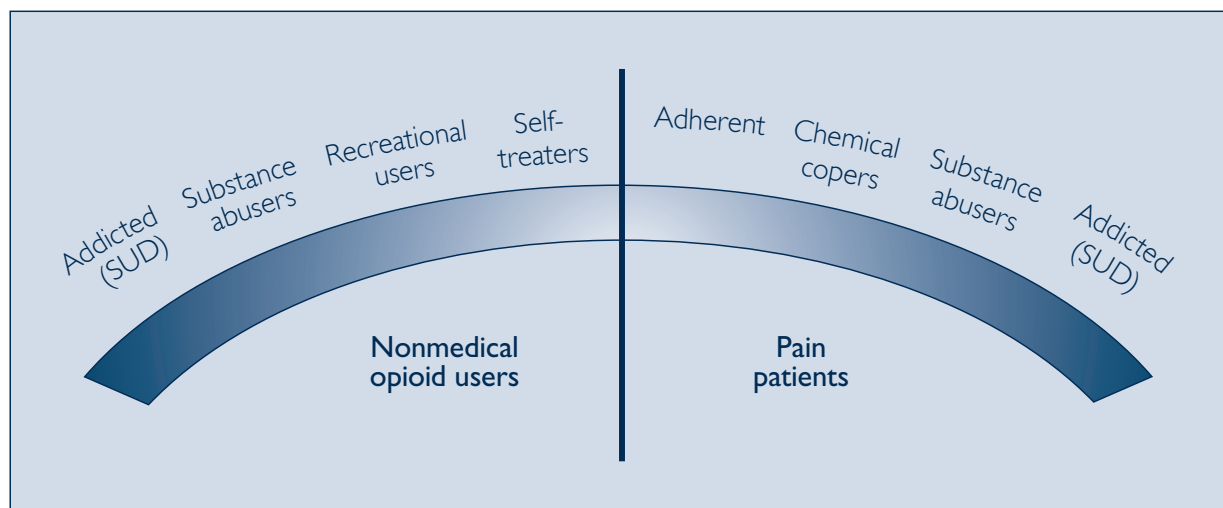 Addicted
(SUD)
Substance
abusers
Recreational
users
Self-
treaters
Adherent
Chemical
copers
Substance
abusers
Addicted
(SUD)
Nonmedical
opioid users
Pain
patients